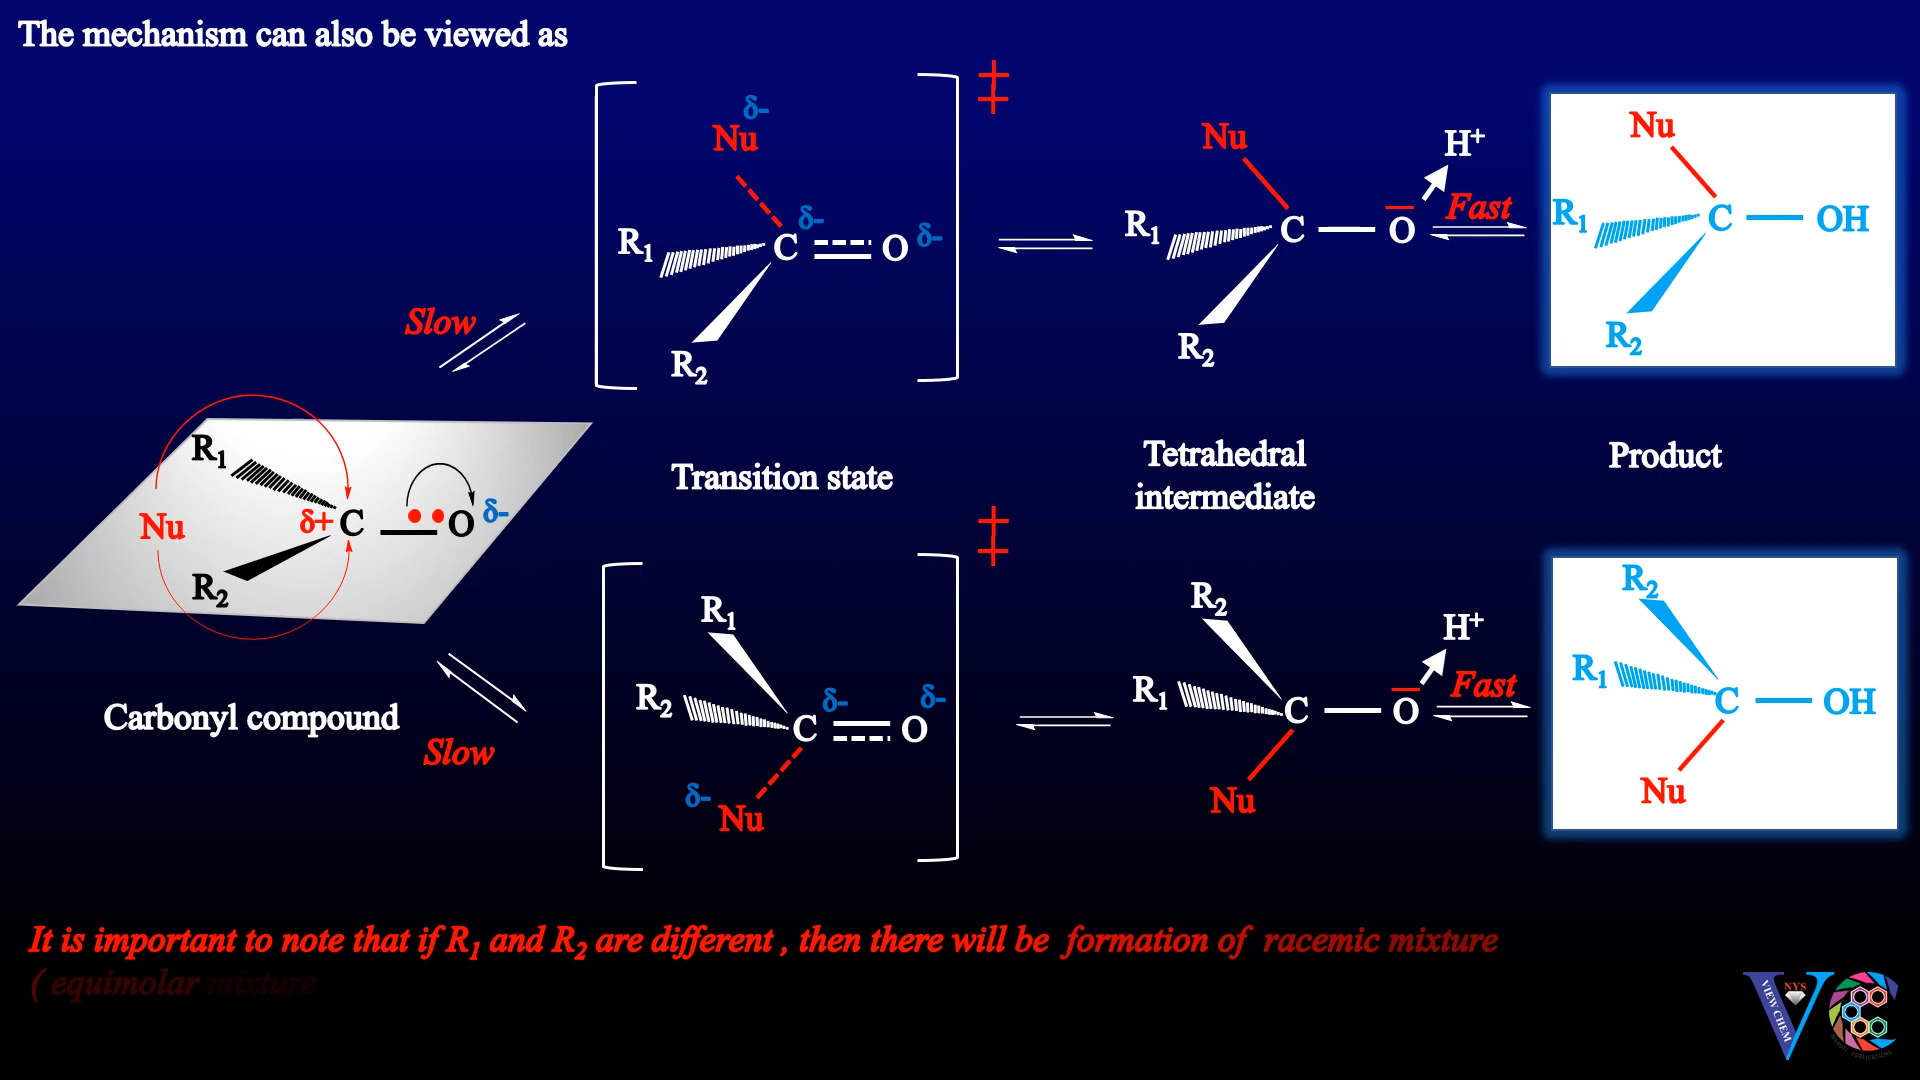 The mechanism can also be viewed as
δ-
Nu
δ-
R1
C
O
δ-
R2
Nu
H+
R1
C
O
Fast
R2
Nu
R1
C
OH
R2
Slow
R1
Nu
δ+
C
O
δ-
R2
Transition state
Tetrahedral
intermediate
Product
Carbonyl compound
Slow
R1
R2
δ-
δ-
C
O
δ-
Nu
R2
H+
R1
C
O
Fast
Nu
R2
R1
C
OH
Nu
It is important to note that if R1 and R2 are different , then there will be formation of racemic mixture
( equimolar mixture
NYS
VIEW CHEM